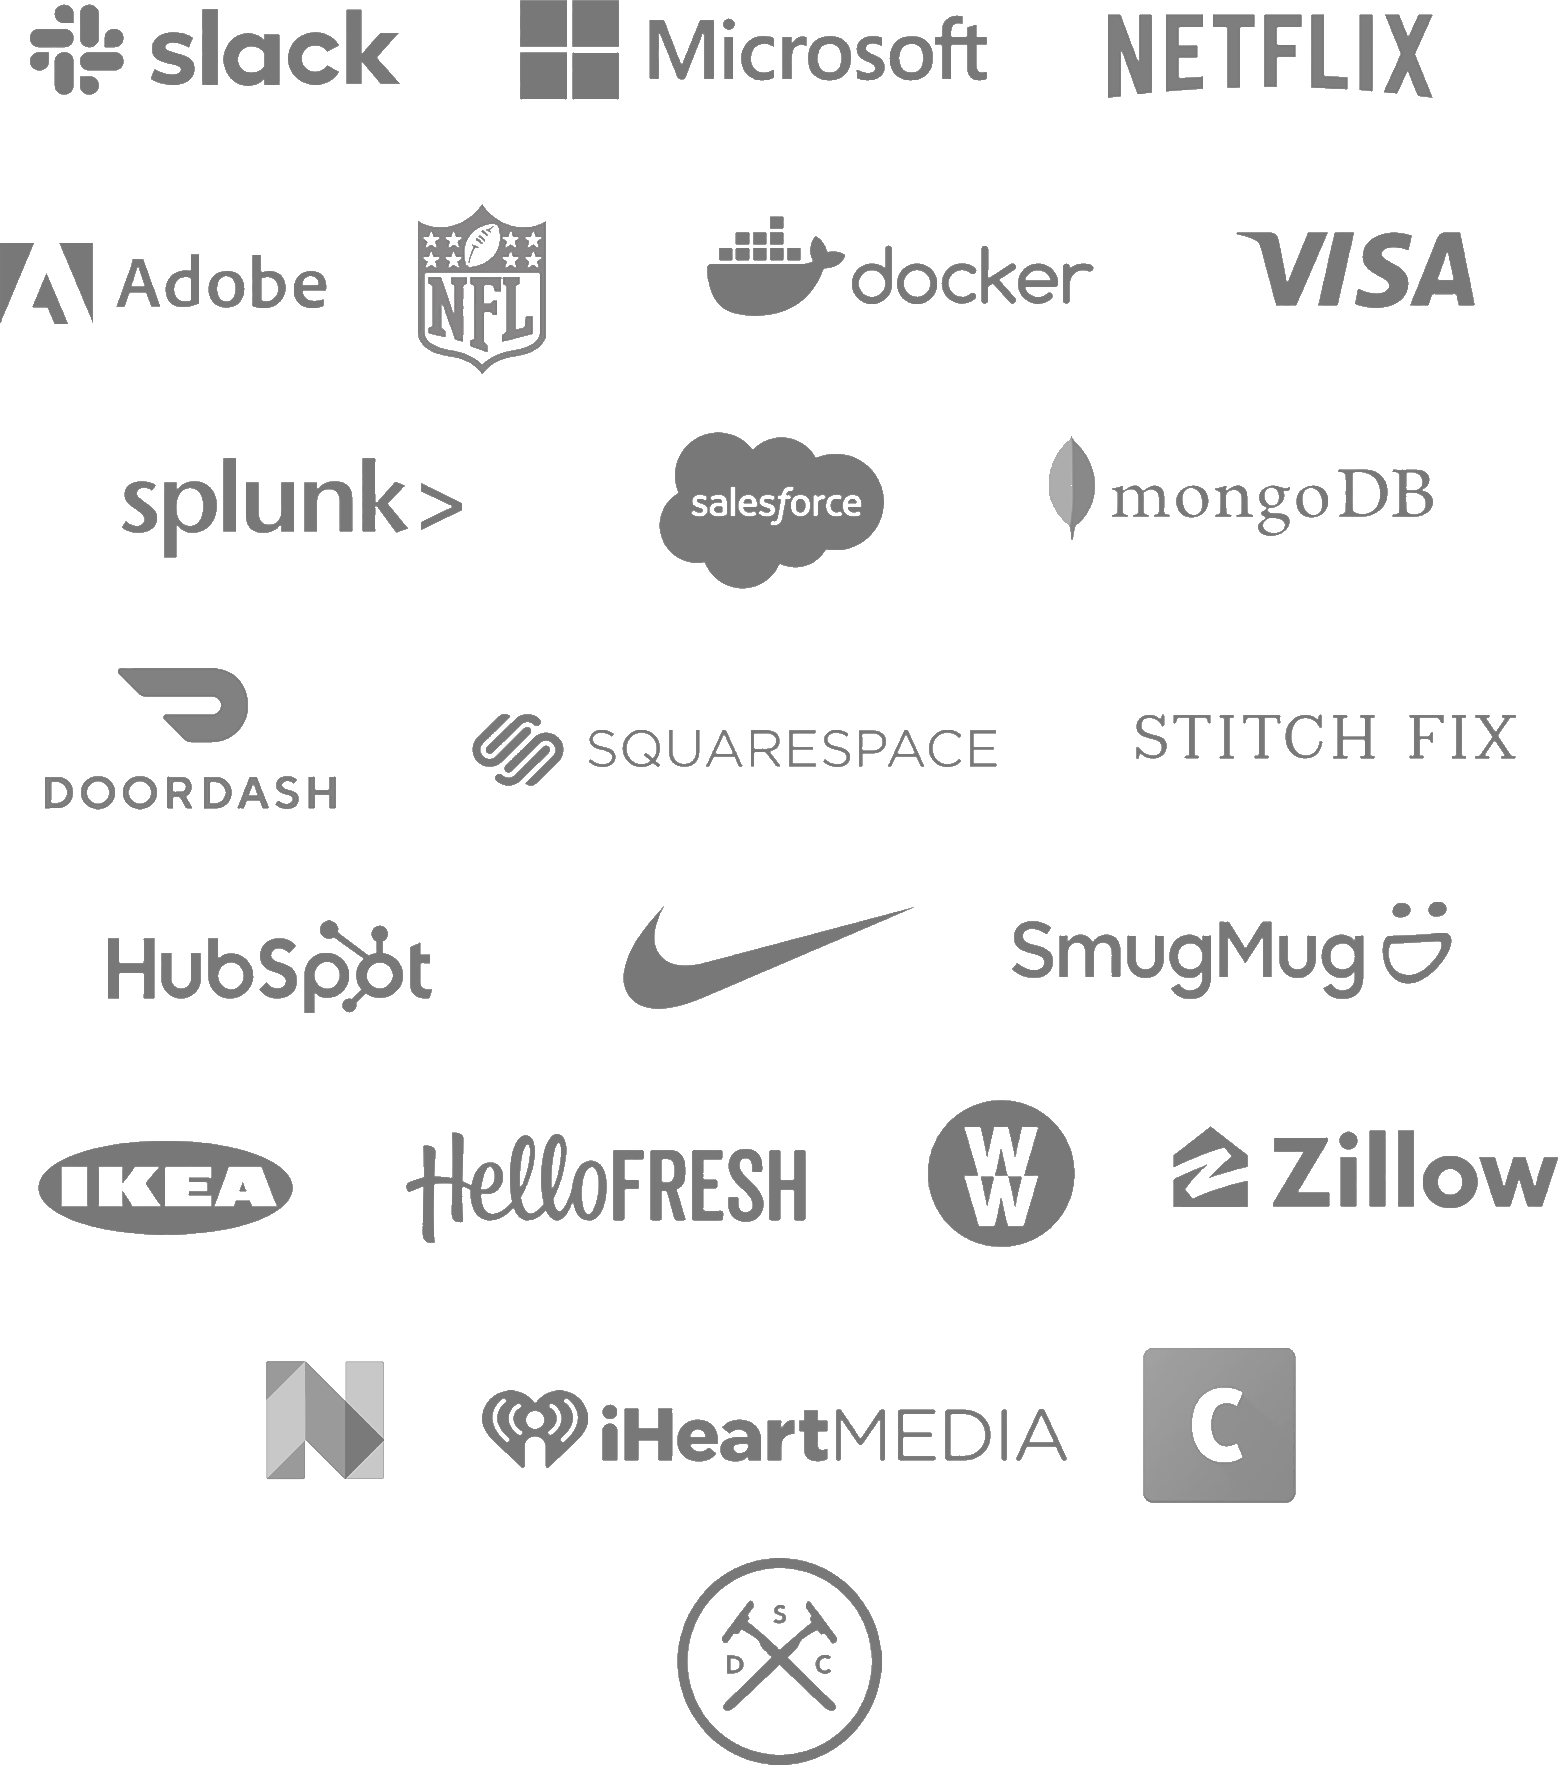 slack Microsoft NETFLIX
Adobe NFL docker VISA
splunk> salesforce mongoDB
DOORDASH SQUARESPACE STITCH FIX
HubSpot SmugMug
IKEA HelloFRESH WW Zillow
N iHeartMEDIA C
S
D C